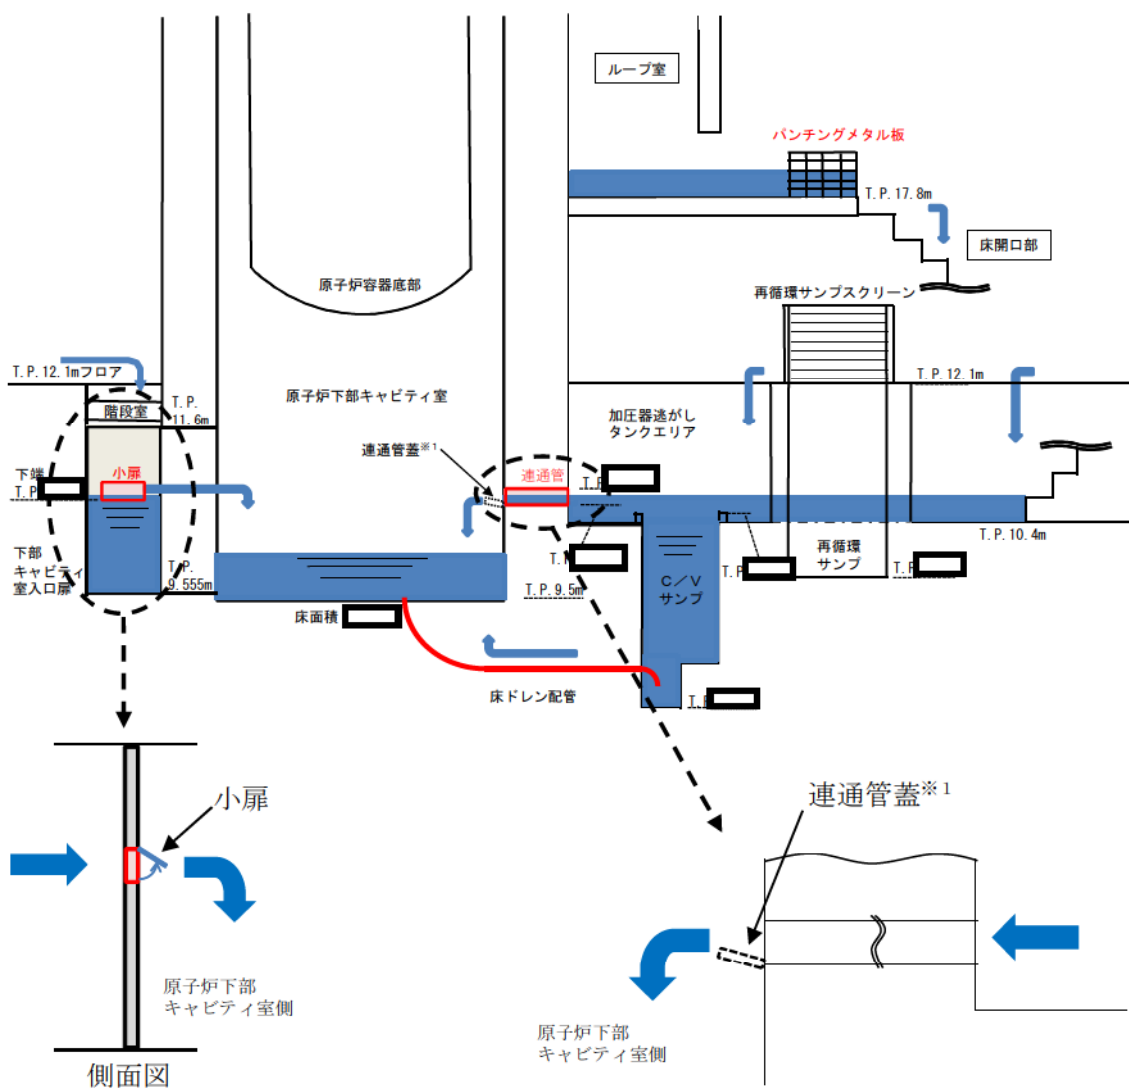 ループ室
パンチングメタル板
T.P.17.8m
床開口部
原子炉容器底部
再循環サンプスクリーン
T.P.12.1mフロア
T.P.12.1m
階段室
T.P.
11.6m
原子炉下部キャビティ室
加圧器逃がし
タンクエリア
連通管蓋※1
連通管
下端
T.P
小扉
T.P
T.P.10.4m
下部
キャビティ
室入口扉
T.P.
9.555m
T.P
T.P
再循環
サンプ
T.P
C/V
サンプ
T.P.9.5m
床面積
床ドレン配管
T.P
小扉
連通管蓋※1
原子炉下部
キャビティ室側
原子炉下部
キャビティ室側
側面図